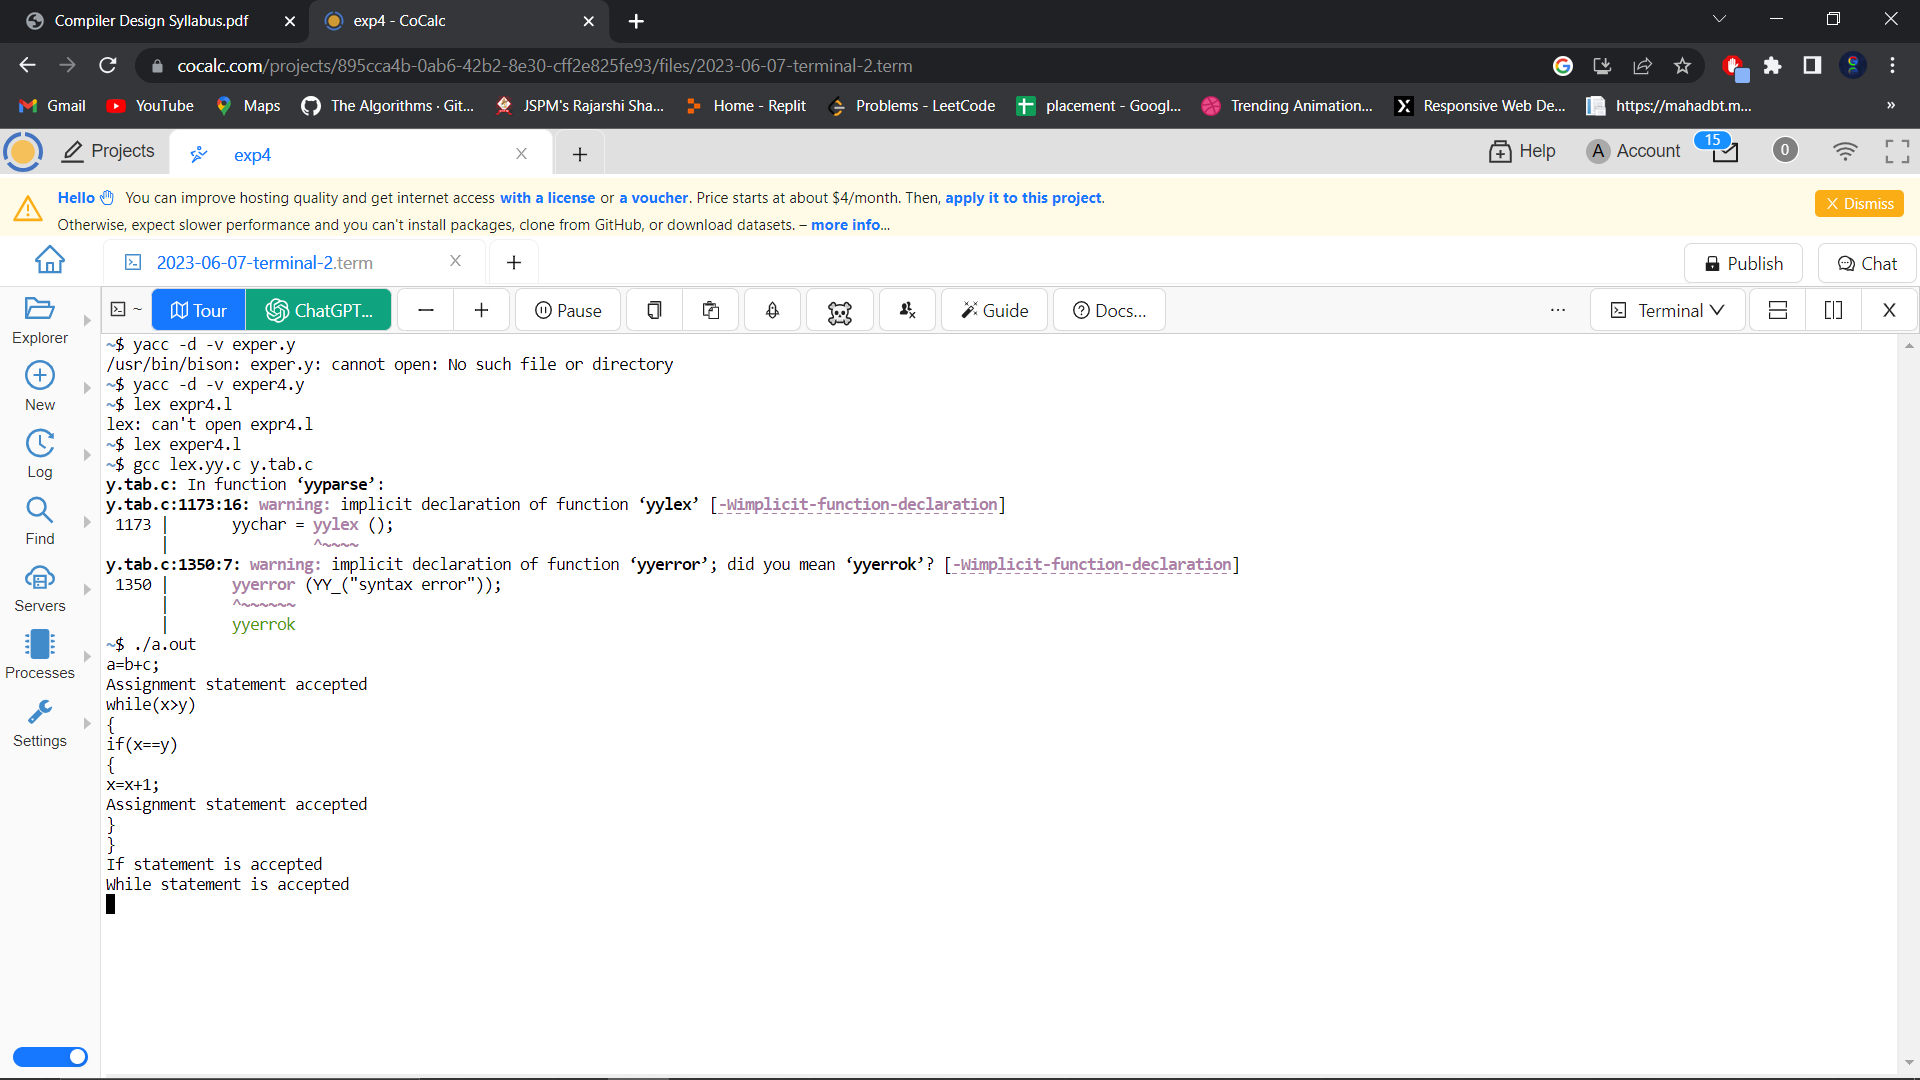 Compiler Design Syllabus.pdf
exp4 - CoCalc
cocalc.com/projects/895cca4b-0ab6-42b2-8e30-cff2e825fe93/files/2023-06-07-terminal-2.term
Gmail YouTube Maps The Algorithms · Git... JSPM's Rajarshi Sha... Home - Replit Problems - LeetCode placement - Googl... Trending Animation... Responsive Web De... https://mahadbt.m... »
Projects exp4 Help A Account 15 0
Hello You can improve hosting quality and get internet access with a license or a voucher. Price starts at about $4/month. Then, apply it to this project.
Otherwise, expect slower performance and you can't install packages, clone from GitHub, or download datasets. – more info...
X Dismiss
2023-06-07-terminal-2.term
Publish Chat
~ Tour ChatGPT... Pause Guide Docs... ... Terminal
Explorer
New
Log
Find
Servers
Processes
Settings
~$ yacc -d -v exper.y
/usr/bin/bison: exper.y: cannot open: No such file or directory
~$ yacc -d -v exper4.y
~$ lex expr4.l
lex: can't open expr4.l
~$ lex exper4.l
~$ gcc lex.yy.c y.tab.c
y.tab.c: In function ‘yyparse’:
y.tab.c:1173:16: warning: implicit declaration of function ‘yylex’ [-Wimplicit-function-declaration]
1173 | yychar = yylex ();
| ^~~~~
y.tab.c:1350:7: warning: implicit declaration of function ‘yyerror’; did you mean ‘yyerrok’? [-Wimplicit-function-declaration]
1350 | yyerror (YY_("syntax error"));
| ^~~~~~~
| yyerrok
~$ ./a.out
a=b+c;
Assignment statement accepted
while(x>y)
{
if(x==y)
{
x=x+1;
Assignment statement accepted
}
}
If statement is accepted
While statement is accepted